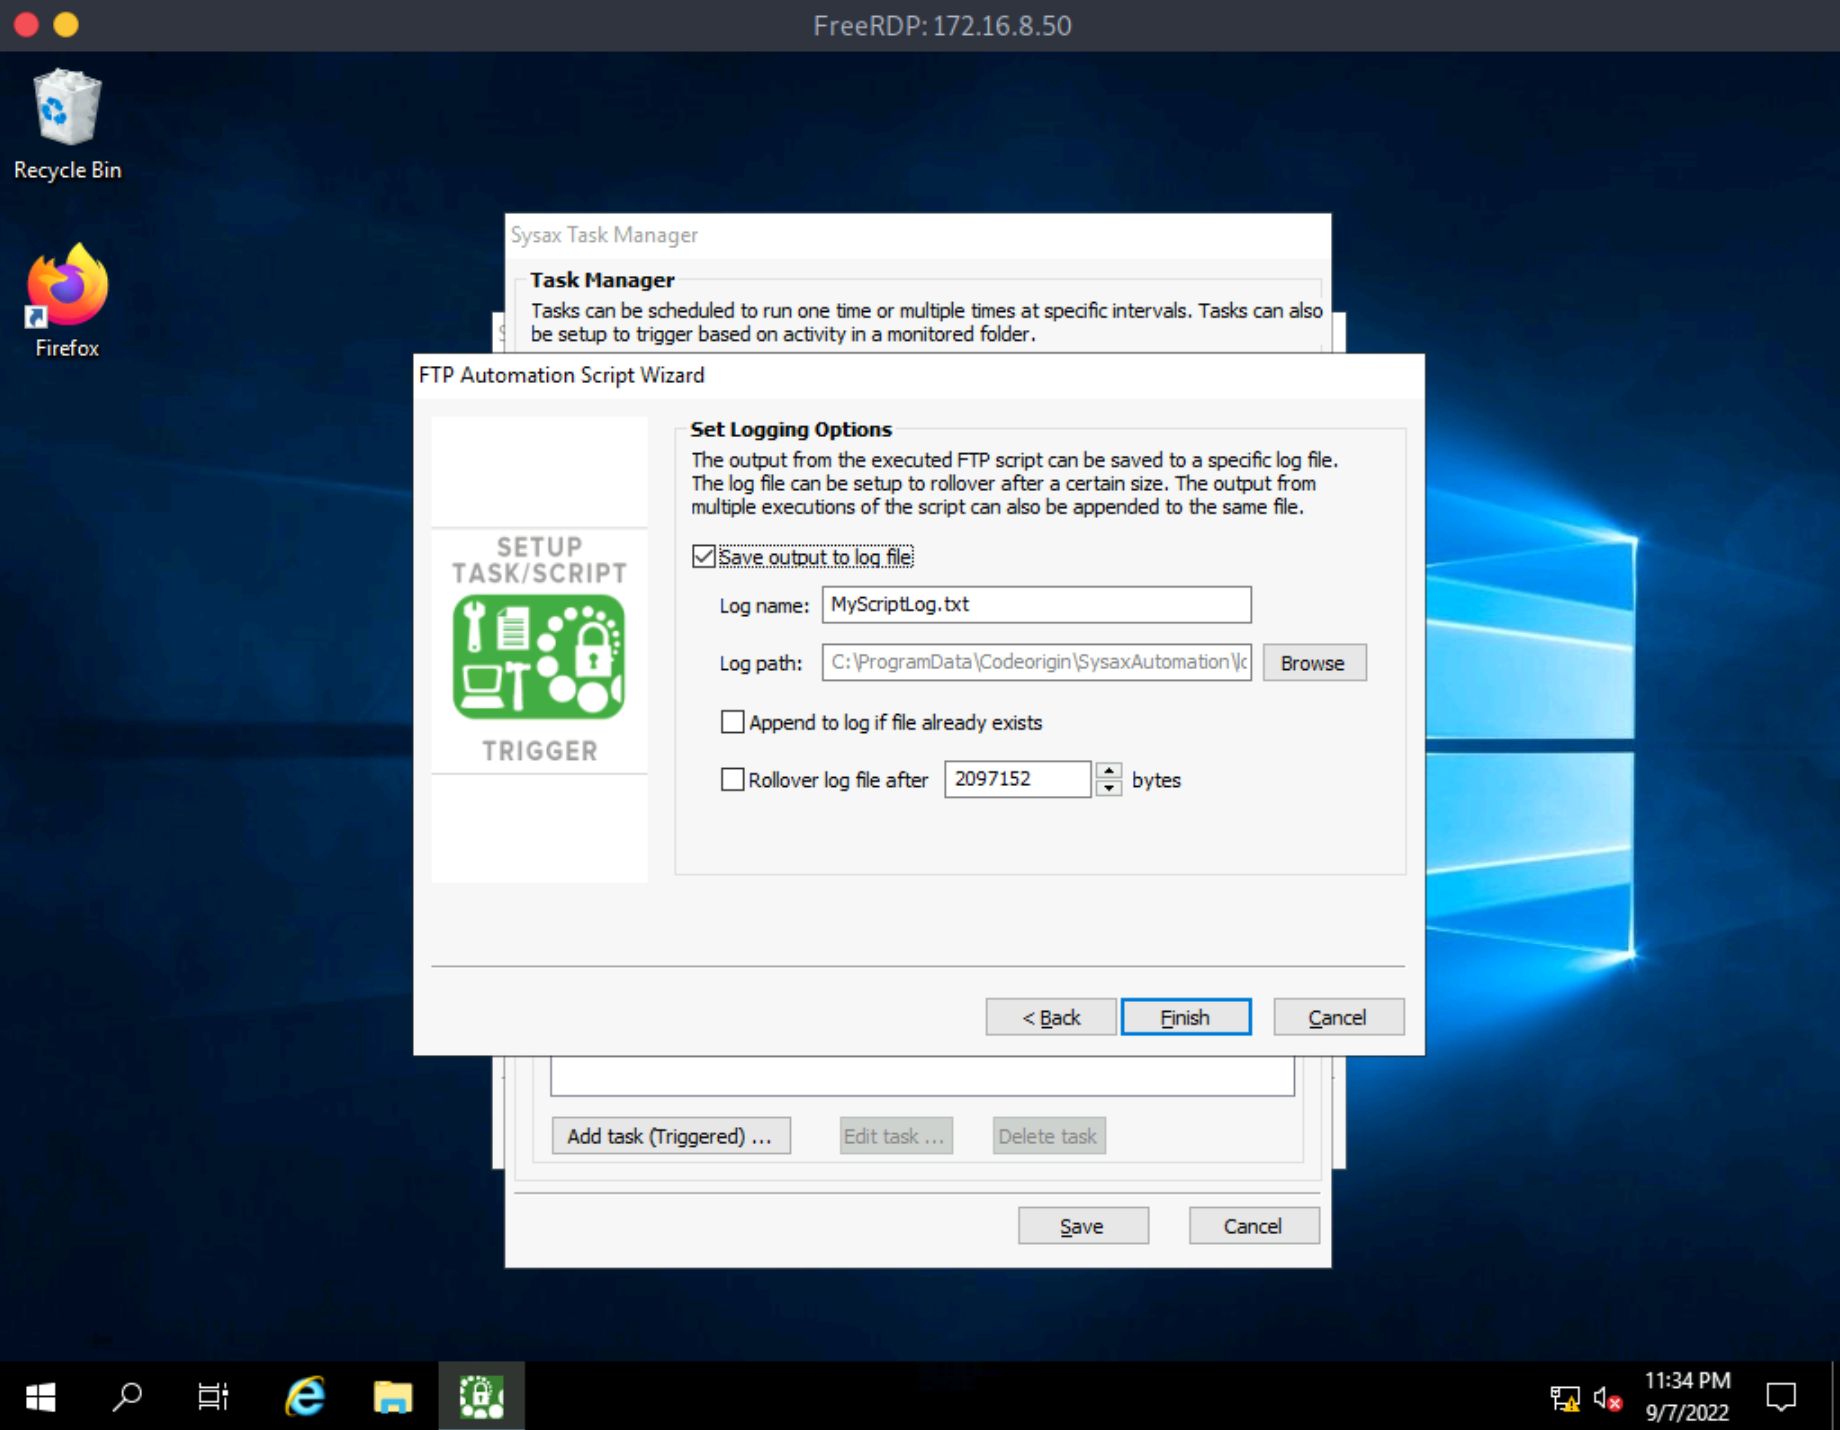 FreeRDP: 172.16.8.50
Recycle Bin
Firefox
Sysax Task Manager
Task Manager
Tasks can be scheduled to run one time or multiple times at specific intervals. Tasks can also
be setup to trigger based on activity in a monitored folder.
FTP Automation Script Wizard
SETUP
TASK/SCRIPT
TRIGGER
Set Logging Options
The output from the executed FTP script can be saved to a specific log file.
The log file can be setup to rollover after a certain size. The output from
multiple executions of the script can also be appended to the same file.
Save output to log file
Log name: MyScriptLog.txt
Log path: C:\ProgramData\Codeorigin\SysaxAutomation\lo Browse
Append to log if file already exists
Rollover log file after 2097152 bytes
< Back Finish Cancel
Add task (Triggered) ... Edit task ... Delete task
Save Cancel
11:34 PM
9/7/2022